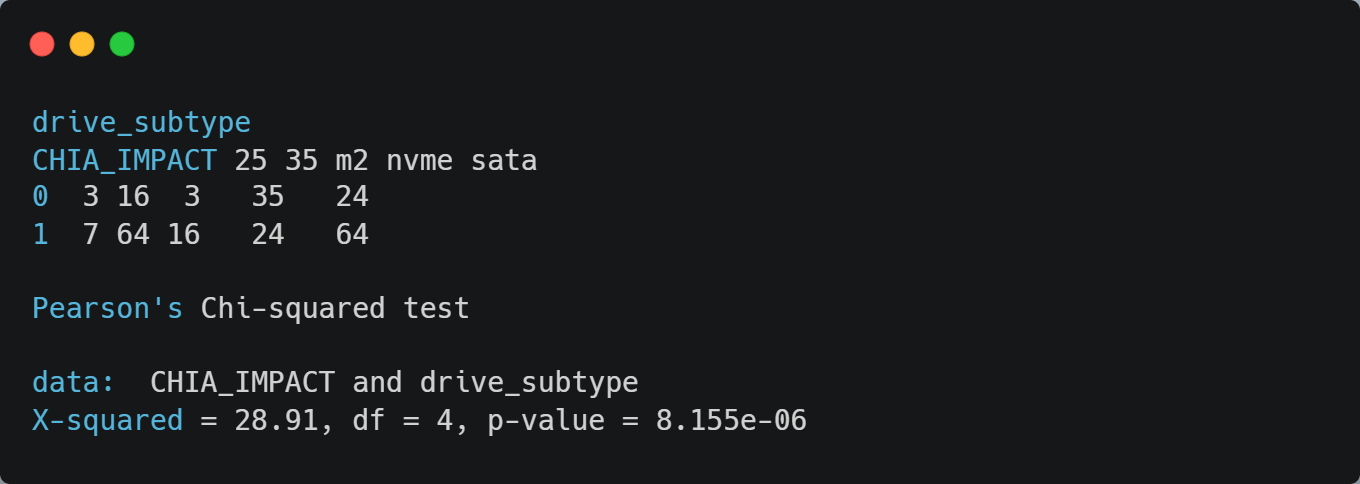 drive_subtype
CHIA_IMPACT 25 35 m2 nvme sata
0  3 16  3   35   24
1  7 64 16   24   64
Pearson's Chi-squared test
data:  CHIA_IMPACT and drive_subtype
X-squared = 28.91, df = 4, p-value = 8.155e-06